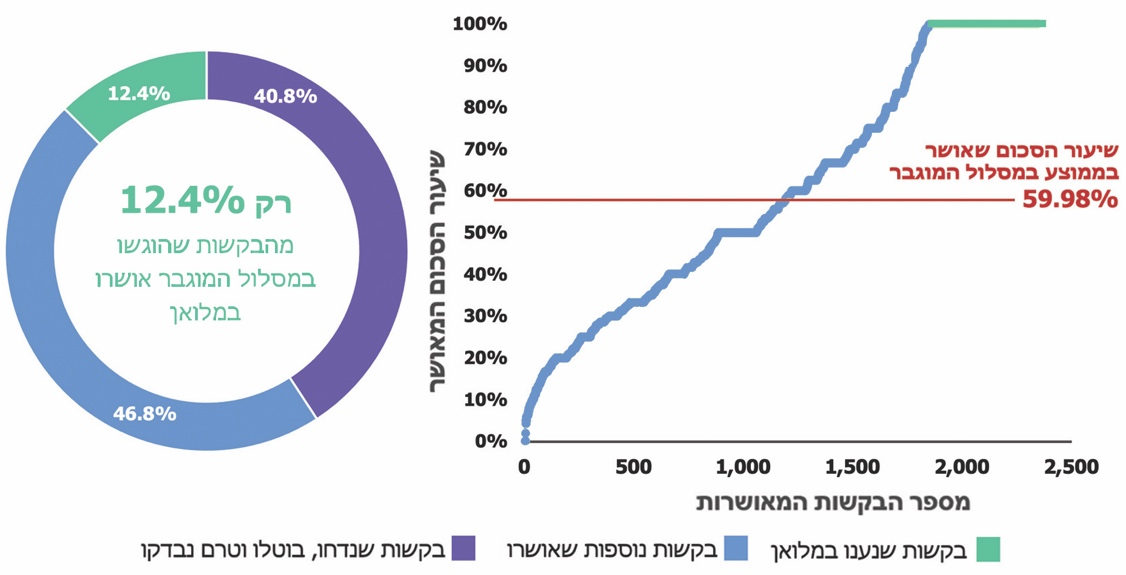 12.4%
40.8%
46.8%
רק 12.4%
מהבקשות שהוגשו
במסלול המוגבר אושרו
במלואן
שיעור הסכום המאושר
100%
90%
80%
70%
60%
50%
40%
30%
20%
10%
0%
שיעור הסכום שאושר
בממוצע במסלול המוגבר
59.98%
0
500
1,000
1,500
2,000
2,500
מספר הבקשות המאושרות
בקשות שנענו במלואן
בקשות נוספות שאושרו
בקשות שנדחו, בוטלו וטרם נבדקו